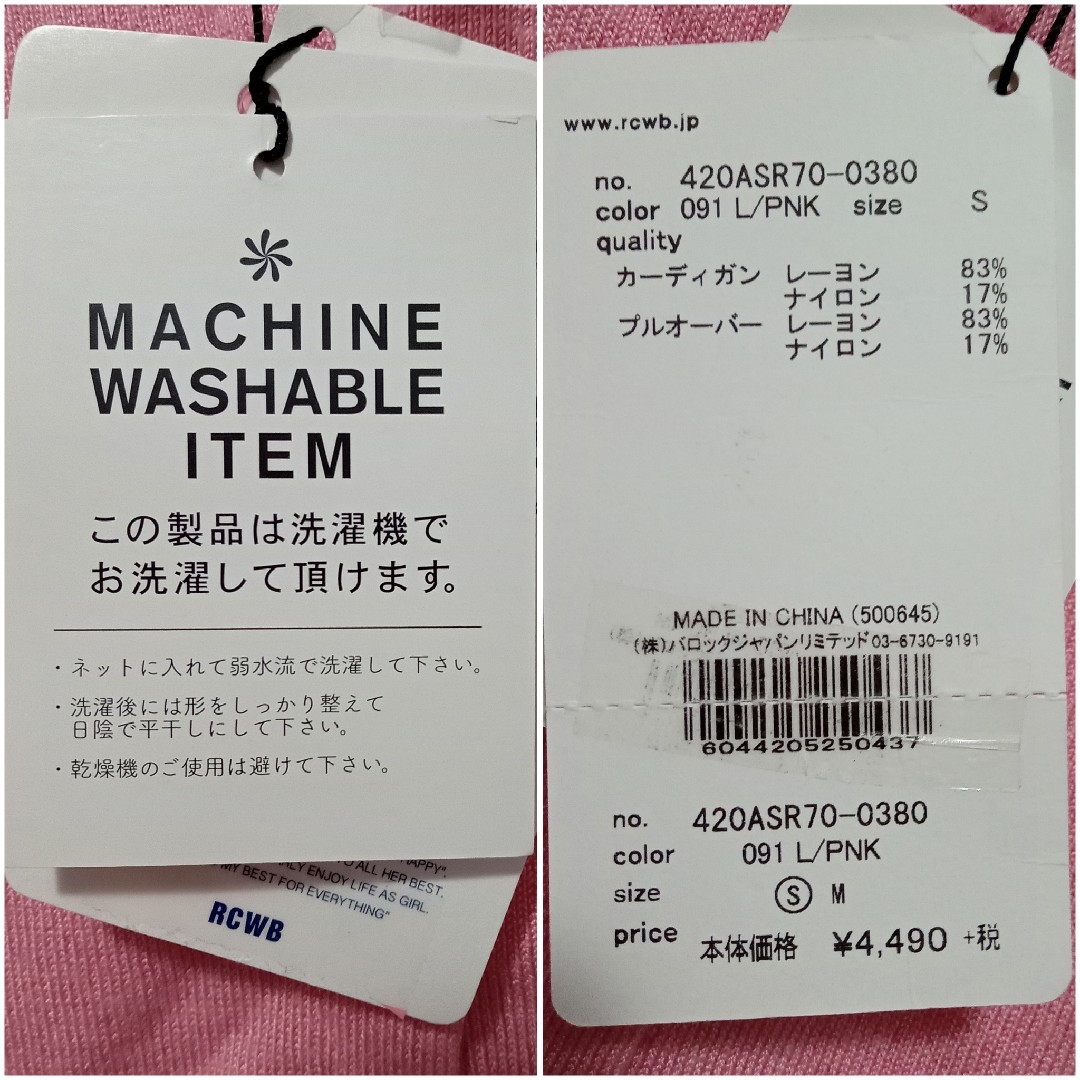 MACHINE
WASHABLE
ITEM
この製品は洗濯機で
お洗濯して頂けます。
・ネットに入れて弱水流で洗濯して下さい。
・洗濯後には形をしっかり整えて
日陰で平干しにして下さい。
・乾燥機のご使用は避けて下さい。
HAPPY".
TO ALL HER BEST.
ILY ENJOY LIFE AS GIRL.
MY BEST FOR EVERYTHING"
RCWB
www.rcwb.jp
no. 420ASR70-0380
color 091 L/PNK size S
quality
カーディガン レーヨン 83%
ナイロン 17%
プルオーバー レーヨン 83%
ナイロン 17%
MADE IN CHINA (500645)
(株)バロックジャパンリミテッド 03-6730-9191
6044205250437
no. 420ASR70-0380
color 091 L/PNK
size S M
price 本体価格 ¥4,490 +税